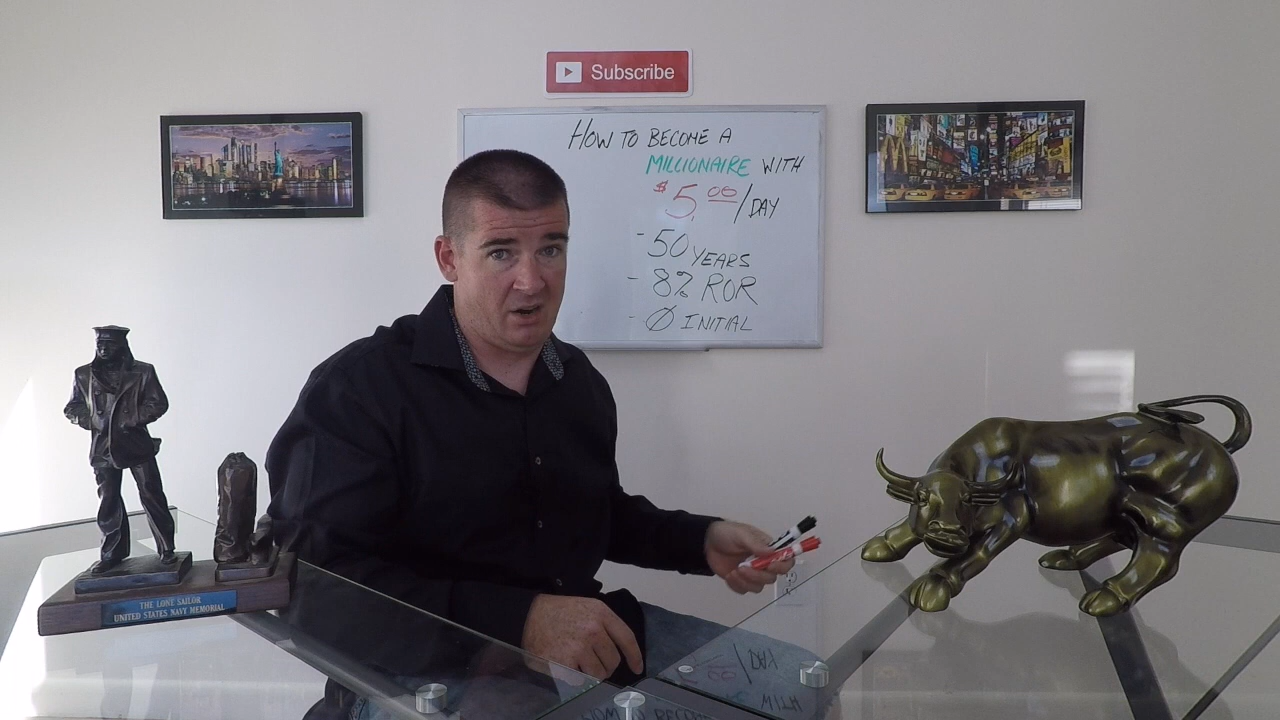 Subscribe
HOW TO BECOME A
MILLIONAIRE WITH
$5.00/DAY
- 50 YEARS
- 8% ROR
- Ø INITIAL
THE LONE SAILOR
UNITED STATES NAVY MEMORIAL